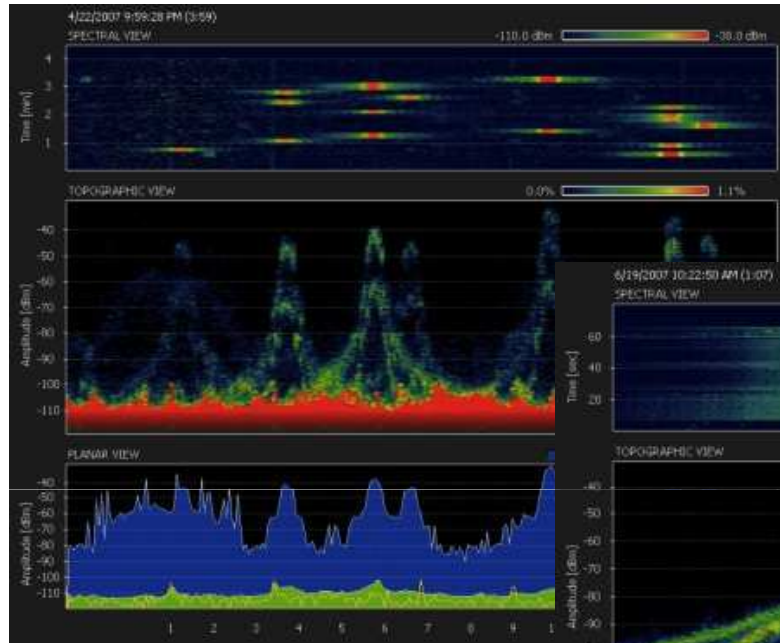 4/22/2007 9:59:28 PM (3:59)
SPECTRAL VIEW -110.0 dBm -30.0 dBm
Time [min]
4
3
2
1
TOPOGRAPHIC VIEW 0.0% 1.1%
Amplitude [dBm]
-40
-50
-60
-70
-80
-90
-100
-110
PLANAR VIEW
Amplitude [dBm]
-40
-50
-60
-70
-80
-90
-100
-110
1 2 3 4 5 6 7 8 9 1
6/19/2007 10:22:50 AM (1:07)
SPECTRAL VIEW
Time [sec]
60
40
20
TOPOGRAPHIC VIEW
Amplitude [dBm]
-40
-50
-60
-70
-80
-90